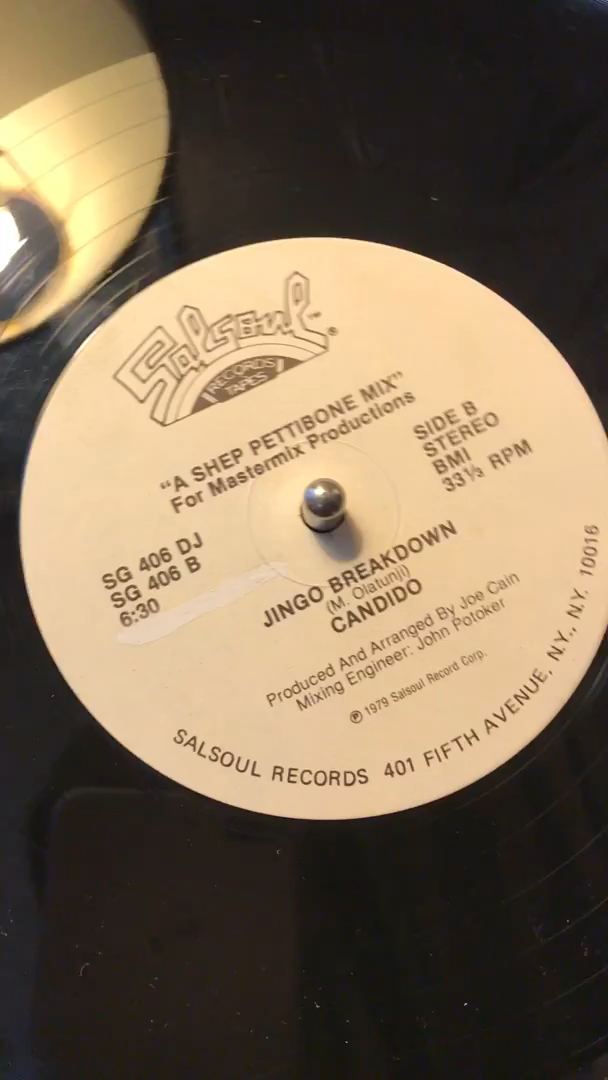 Salsoul ™ ®
RECORDS
TAPES
"A SHEP PETTIBONE MIX"
For Mastermix Productions
SIDE B
STEREO
BMI
33⅓ RPM
SG 406 DJ
SG 406 B
6:30
JINGO BREAKDOWN
(M. Olatunji)
CANDIDO
Produced And Arranged By Joe Cain
Mixing Engineer: John Potoker
℗ 1979 Salsoul Record Corp.
SALSOUL RECORDS 401 FIFTH AVENUE, N.Y., N.Y. 10016